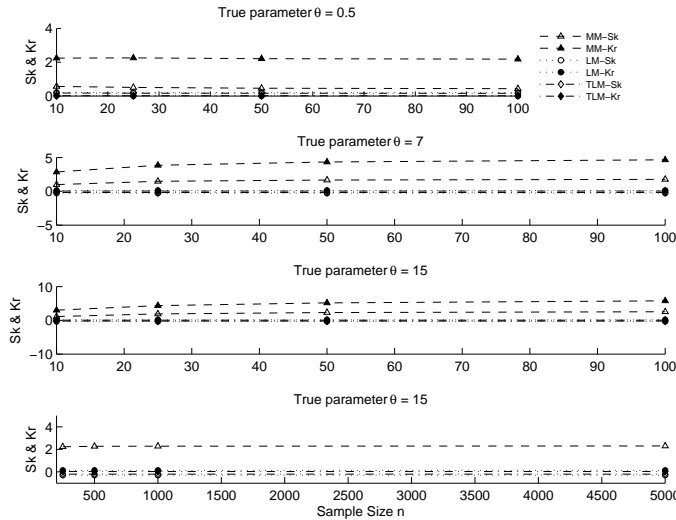 True parameter θ = 0.5
Sk & Kr
4
2
0
10 20 30 40 50 60 70 80 90 100
MM−Sk
MM−Kr
LM−Sk
LM−Kr
TLM−Sk
TLM−Kr
True parameter θ = 7
Sk & Kr
5
0
−5
10 20 30 40 50 60 70 80 90 100
True parameter θ = 15
Sk & Kr
10
0
−10
10 20 30 40 50 60 70 80 90 100
True parameter θ = 15
Sk & Kr
4
2
0
500 1000 1500 2000 2500 3000 3500 4000 4500 5000
Sample Size n